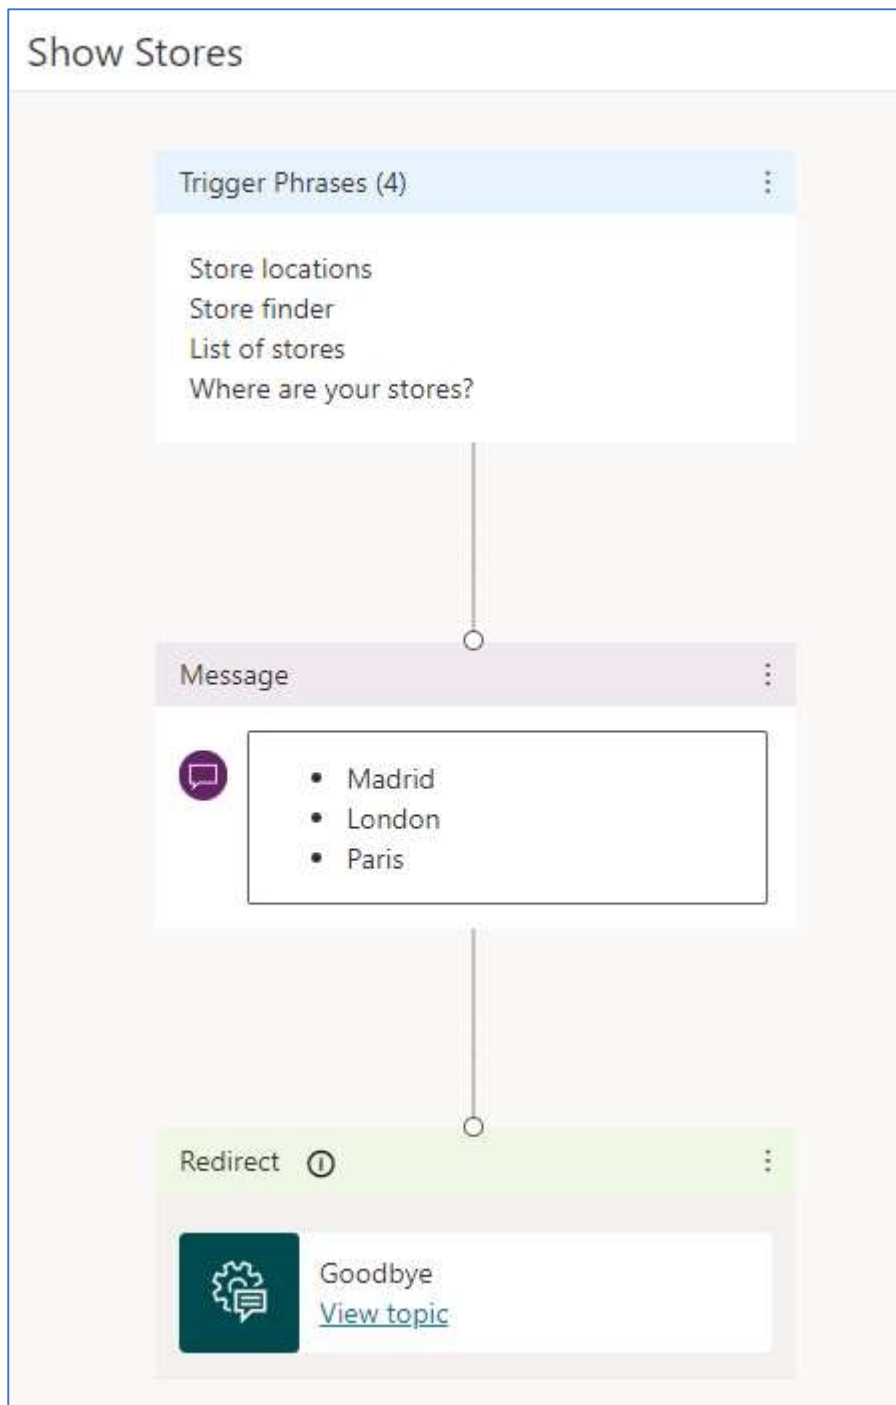 Show Stores
Trigger Phrases (4)
Store locations
Store finder
List of stores
Where are your stores?
Message
• Madrid
• London
• Paris
Redirect
Goodbye
View topic